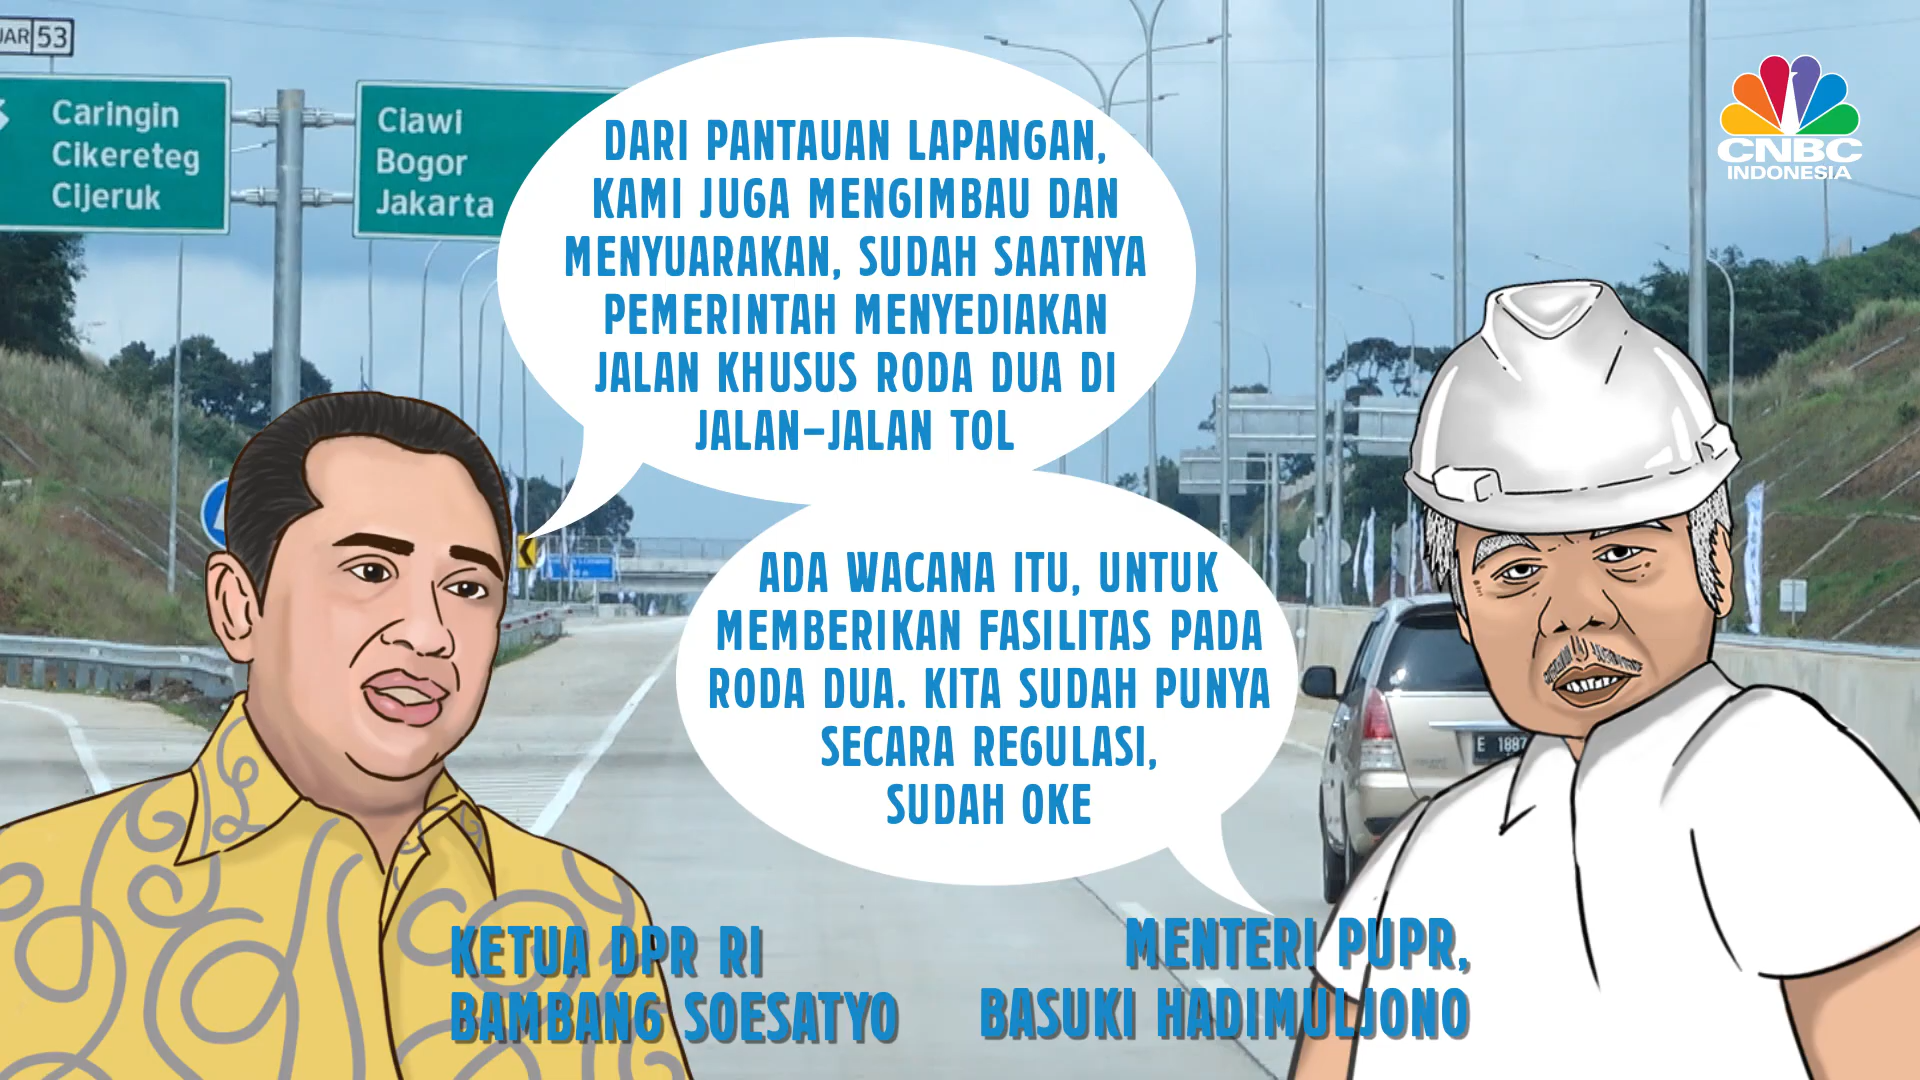 53
Caringin
Cikereteg
Cijeruk
Ciawi
Bogor
Jakarta
CNBC
INDONESIA
DARI PANTAUAN LAPANGAN,
KAMI JUGA MENGIMBAU DAN
MENYUARAKAN, SUDAH SAATNYA
PEMERINTAH MENYEDIAKAN
JALAN KHUSUS RODA DUA DI
JALAN-JALAN TOL
ADA WACANA ITU, UNTUK
MEMBERIKAN FASILITAS PADA
RODA DUA. KITA SUDAH PUNYA
SECARA REGULASI,
SUDAH OKE
E 1887
KETUA DPR RI
BAMBANG SOESATYO
MENTERI PUPR,
BASUKI HADIMULJONO